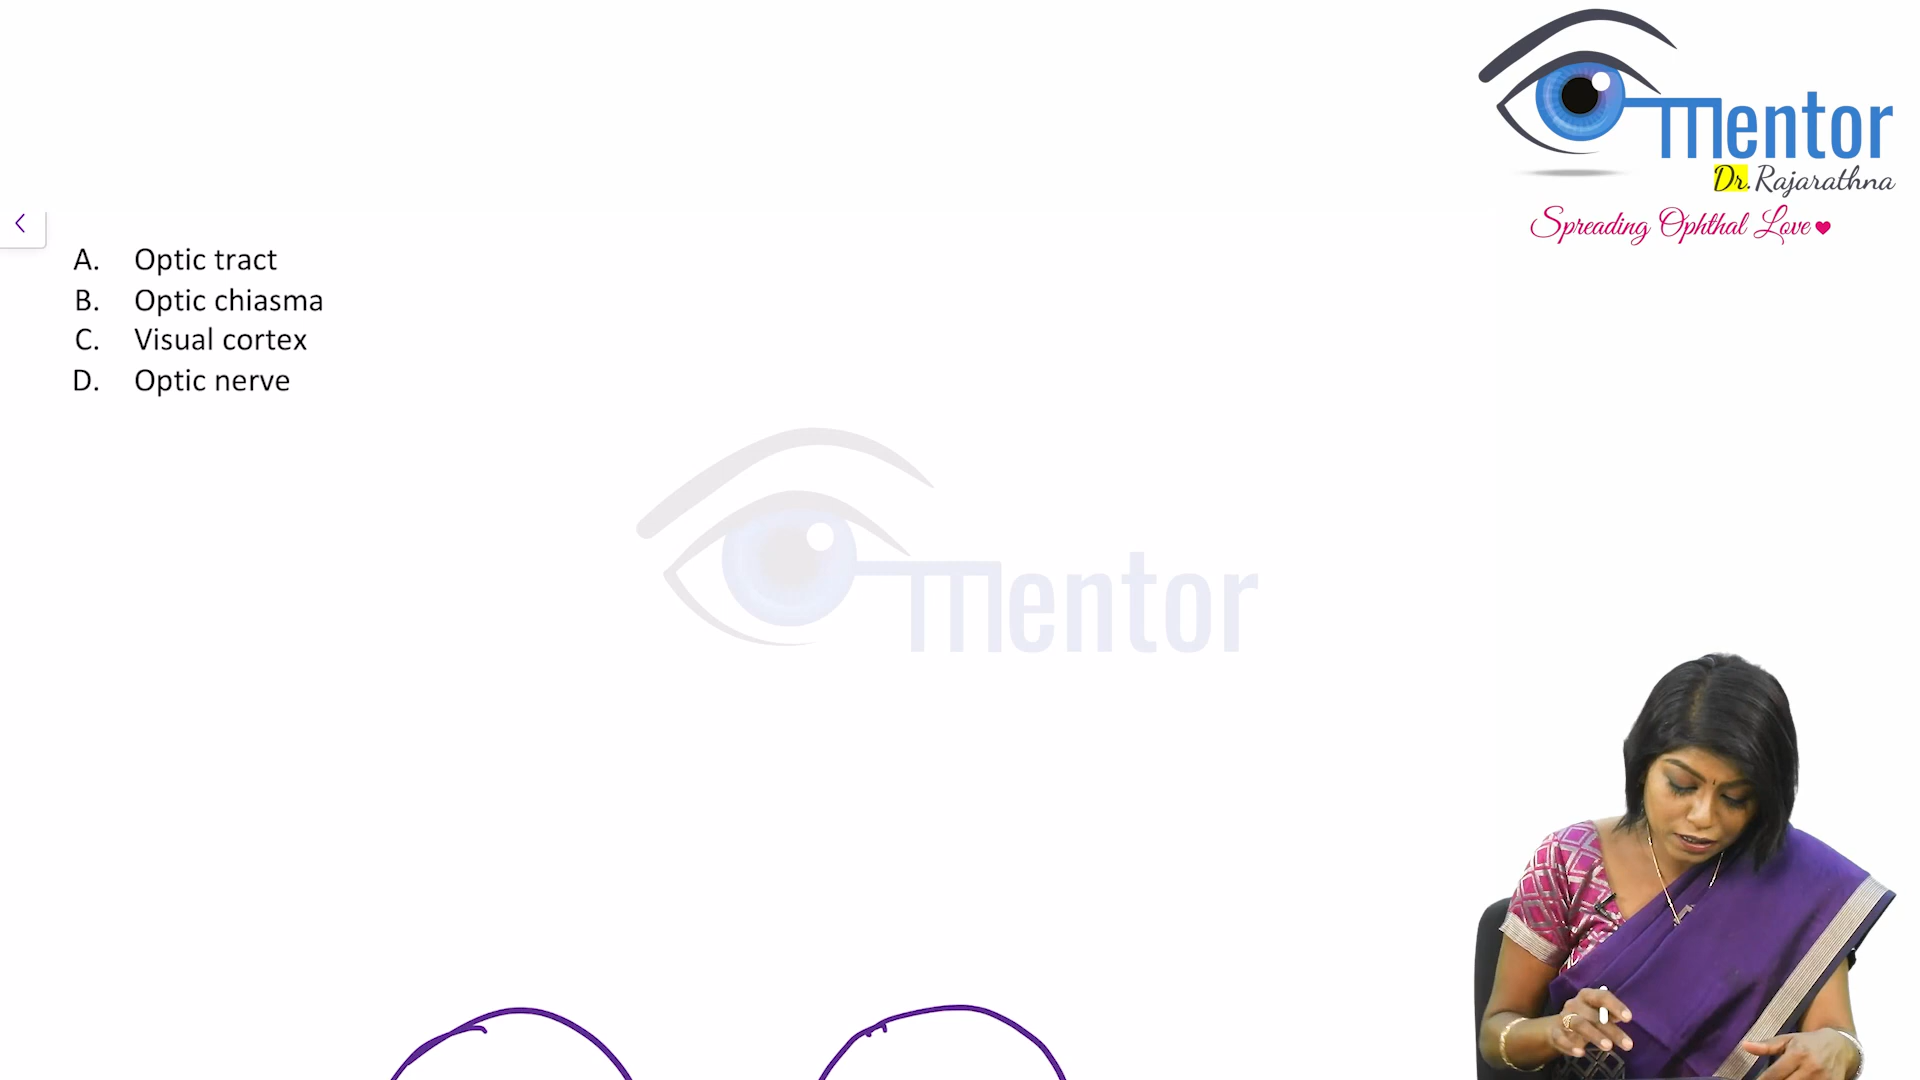 mentor
Dr. Rajarathna
Spreading Ophthal Love
A. Optic tract
B. Optic chiasma
C. Visual cortex
D. Optic nerve
mentor